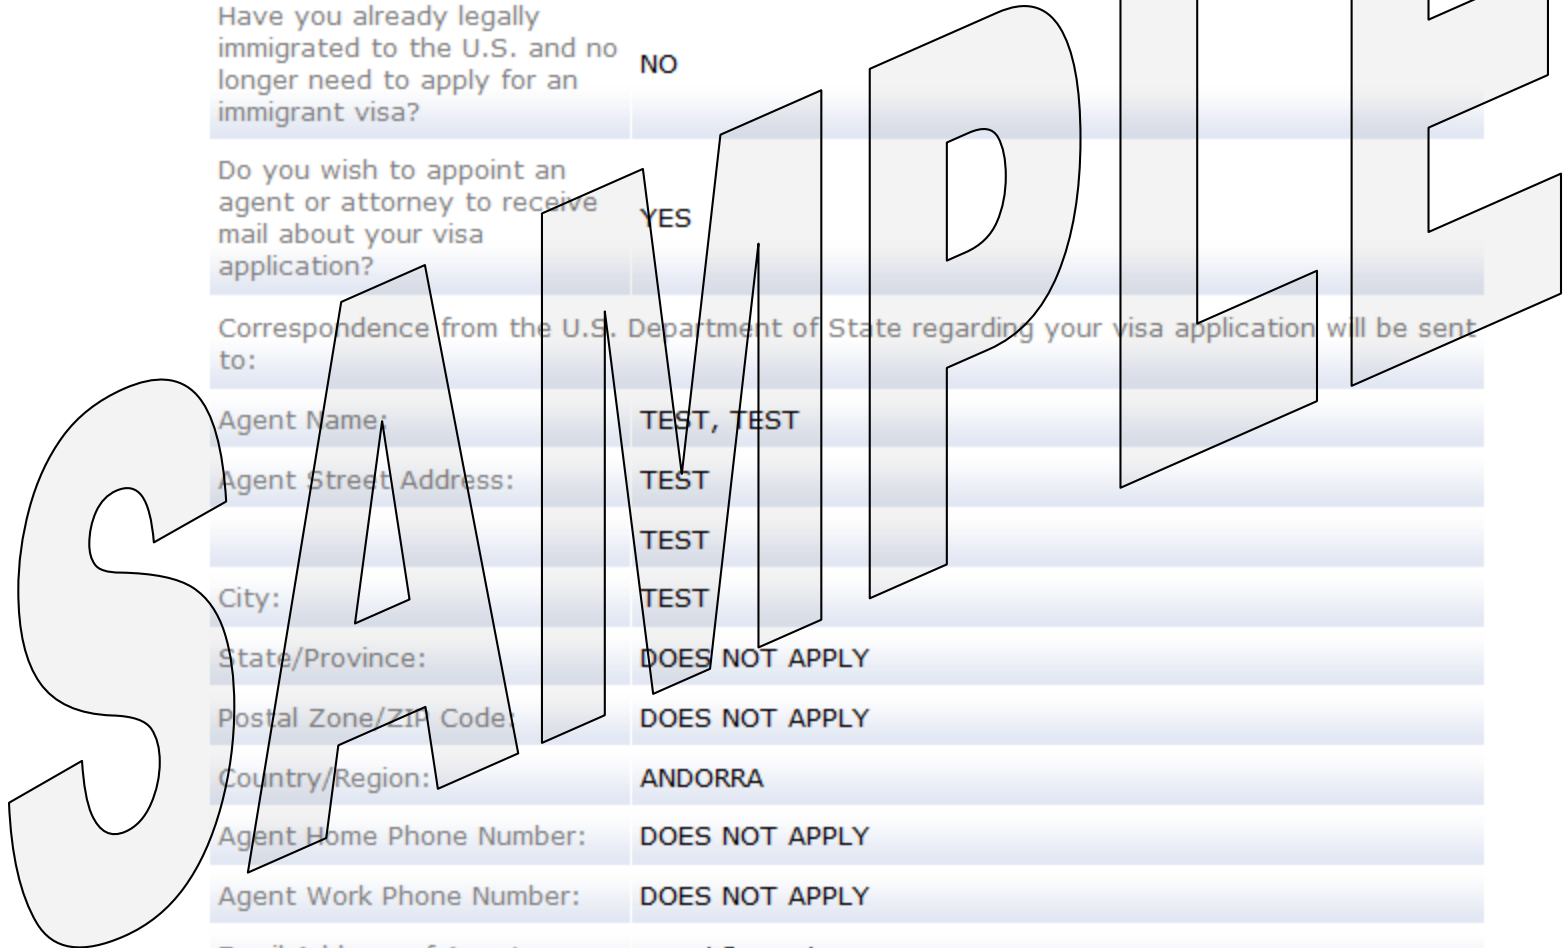 Have you already legally
immigrated to the U.S. and no
longer need to apply for an
immigrant visa?
NO
Do you wish to appoint an
agent or attorney to receive
mail about your visa
application?
YES
Correspondence from the U.S. Department of State regarding your visa application will be sent
to:
Agent Name: TEST, TEST
Agent Street Address: TEST
TEST
City: TEST
State/Province: DOES NOT APPLY
Postal Zone/ZIP Code: DOES NOT APPLY
Country/Region: ANDORRA
Agent Home Phone Number: DOES NOT APPLY
Agent Work Phone Number: DOES NOT APPLY
SAMPLE